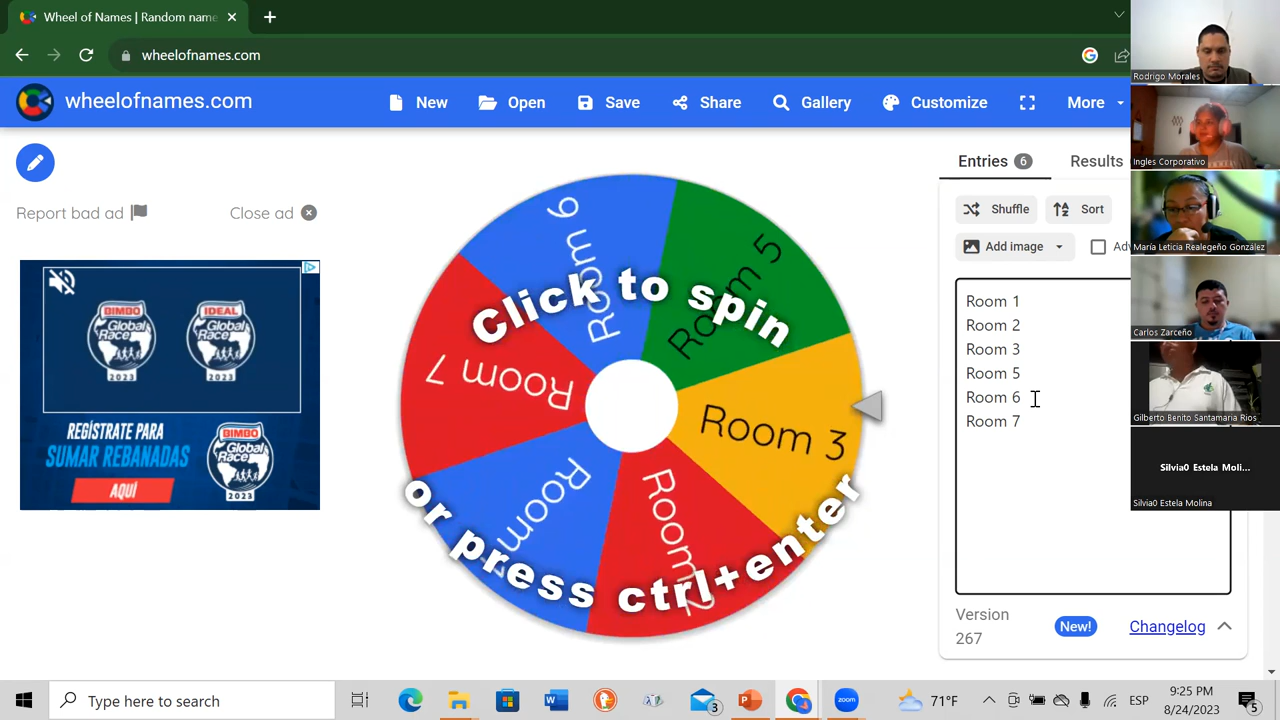 Wheel of Names | Random name
wheelofnames.com
wheelofnames.com
New
Open
Save
Share
Gallery
Customize
More
Report bad ad
Close ad
BIMBO
Global
Race
2023
IDEAL
Global
Race
2023
REGÍSTRATE PARA
SUMAR REBANADAS
AQUÍ
BIMBO
Global
Race
2023
Click to spin
or press ctrl+enter
Room 6
Room 5
Room 7
Room 3
Room
Room 2
Entries 6
Results
Shuffle
Sort
Add image
Room 1
Room 2
Room 3
Room 5
Room 6
Room 7
Version
267
New!
Changelog
Rodrigo Morales
Ingles Corporativo
María Leticia Realegeño González
Carlos Zarceño
Gilberto Benito Santamaria Rios
Silvia0 Estela Moli...
Silvia0 Estela Molina
Type here to search
3
71°F
ESP
9:25 PM
8/24/2023
5